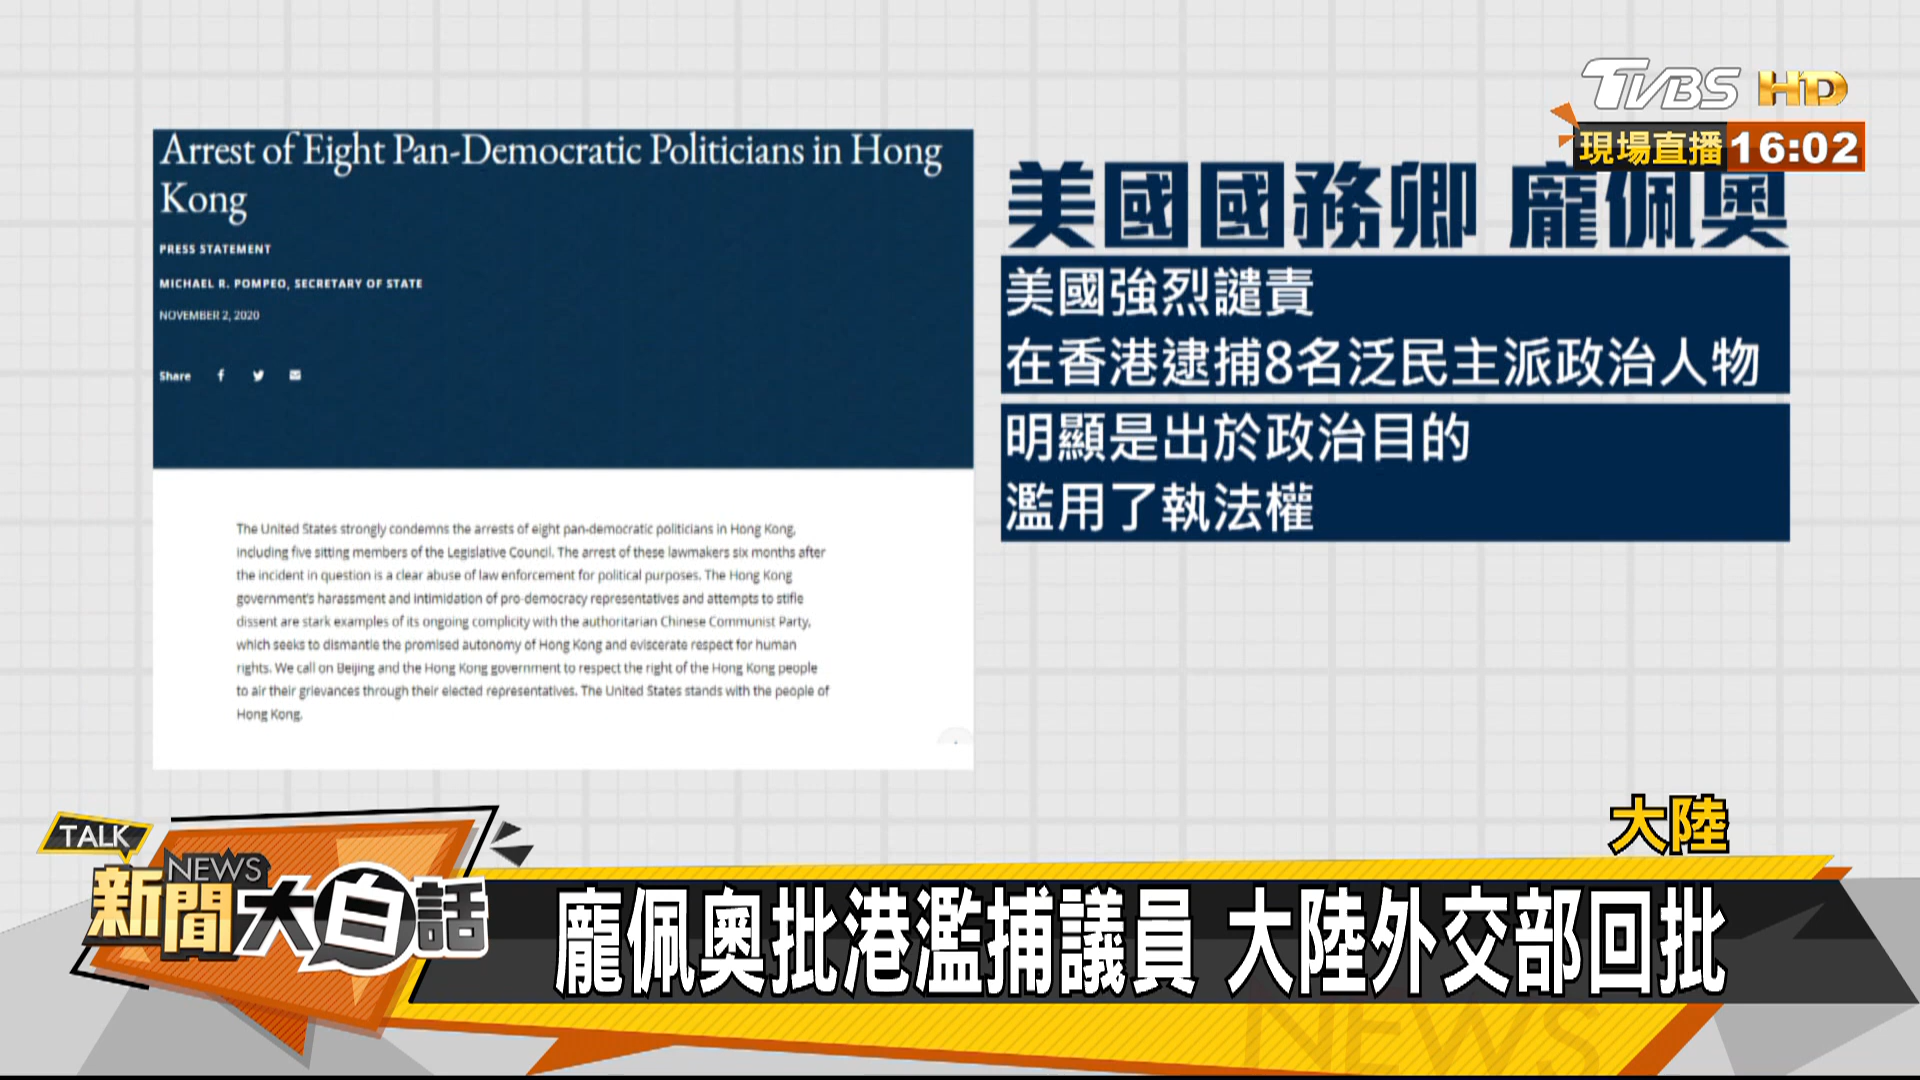 TVBS HD
現場直播 16:02
Arrest of Eight Pan-Democratic Politicians in Hong
Kong
PRESS STATEMENT
MICHAEL R. POMPEO, SECRETARY OF STATE
NOVEMBER 2, 2020
Share
The United States strongly condemns the arrests of eight pan-democratic politicians in Hong Kong,
including five sitting members of the Legislative Council. The arrest of these lawmakers six months after
the incident in question is a clear abuse of law enforcement for political purposes. The Hong Kong
government's harassment and intimidation of pro-democracy representatives and attempts to stifle
dissent are stark examples of its ongoing complicity with the authoritarian Chinese Communist Party,
which seeks to dismantle the promised autonomy of Hong Kong and eviscerate respect for human
rights. We call on Beijing and the Hong Kong government to respect the right of the Hong Kong people
to air their grievances through their elected representatives. The United States stands with the people of
Hong Kong.
美國國務卿 龐佩奧
美國強烈譴責
在香港逮捕8名泛民主派政治人物
明顯是出於政治目的
濫用了執法權
大陸
TALK
NEWS
新聞大白話
龐佩奧批港濫捕議員 大陸外交部回批
NEWS